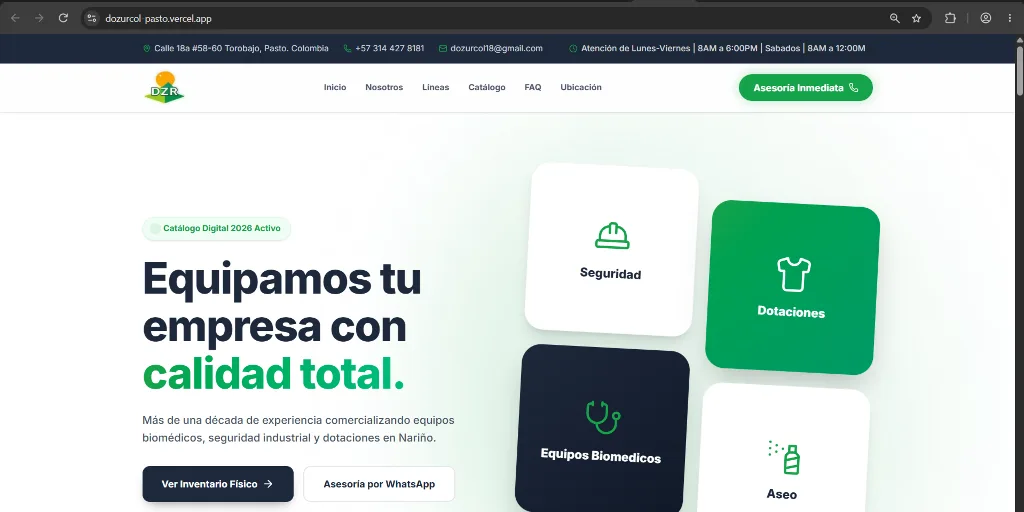 dozurcol-pasto.vercel.app
Calle 18a #58-60 Torobajo, Pasto. Colombia
+57 314 427 8181
dozurcol18@gmail.com
Atención de Lunes-Viernes | 8AM a 6:00PM | Sabados | 8AM a 12:00M
DZR
Inicio
Nosotros
Líneas
Catálogo
FAQ
Ubicación
Asesoría Inmediata
Catálogo Digital 2026 Activo
Equipamos tu
empresa con
calidad total.
Más de una década de experiencia comercializando equipos
biomédicos, seguridad industrial y dotaciones en Nariño.
Ver Inventario Físico
Asesoría por WhatsApp
Seguridad
Dotaciones
Equipos Biomedicos
Aseo